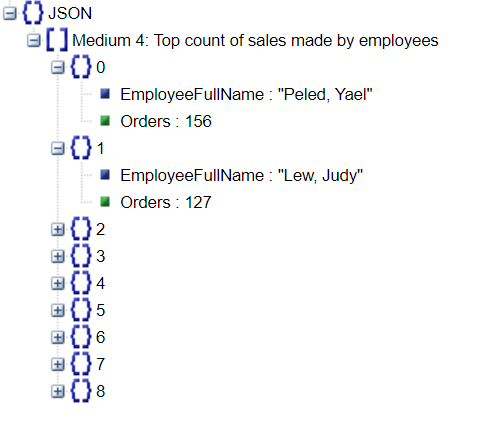 JSON
Medium 4: Top count of sales made by employees
0
EmployeeFullName : "Peled, Yael"
Orders : 156
1
EmployeeFullName : "Lew, Judy"
Orders : 127
2
3
4
5
6
7
8